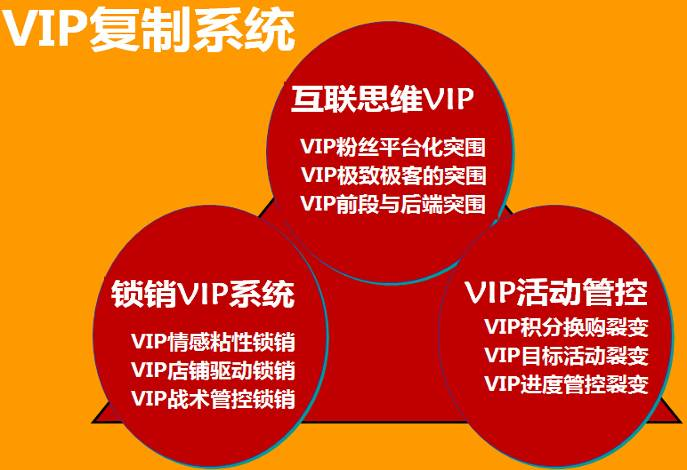 VIP复制系统
互联思维VIP
VIP粉丝平台化突围
VIP极致极客的突围
VIP前段与后端突围
锁销VIP系统
VIP情感粘性锁销
VIP店铺驱动锁销
VIP战术管控锁销
VIP活动管控
VIP积分换购裂变
VIP目标活动裂变
VIP进度管控裂变